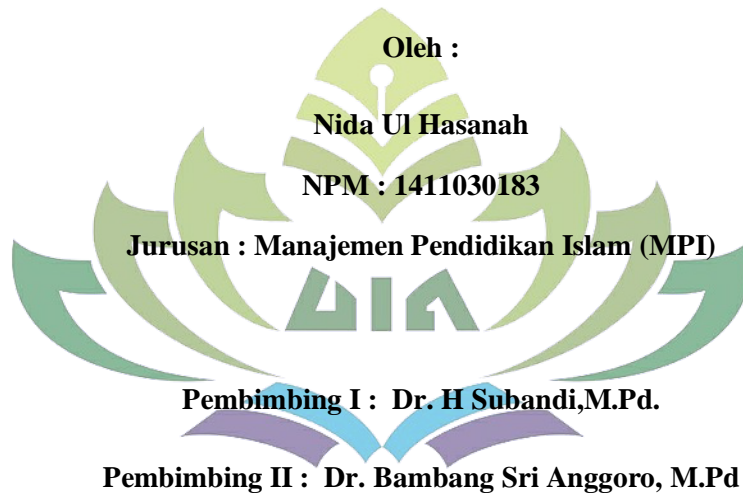 Oleh :
Nida Ul Hasanah
NPM : 1411030183
Jurusan : Manajemen Pendidikan Islam (MPI)
UIN
Pembimbing I : Dr. H Subandi,M.Pd.
Pembimbing II : Dr. Bambang Sri Anggoro, M.Pd